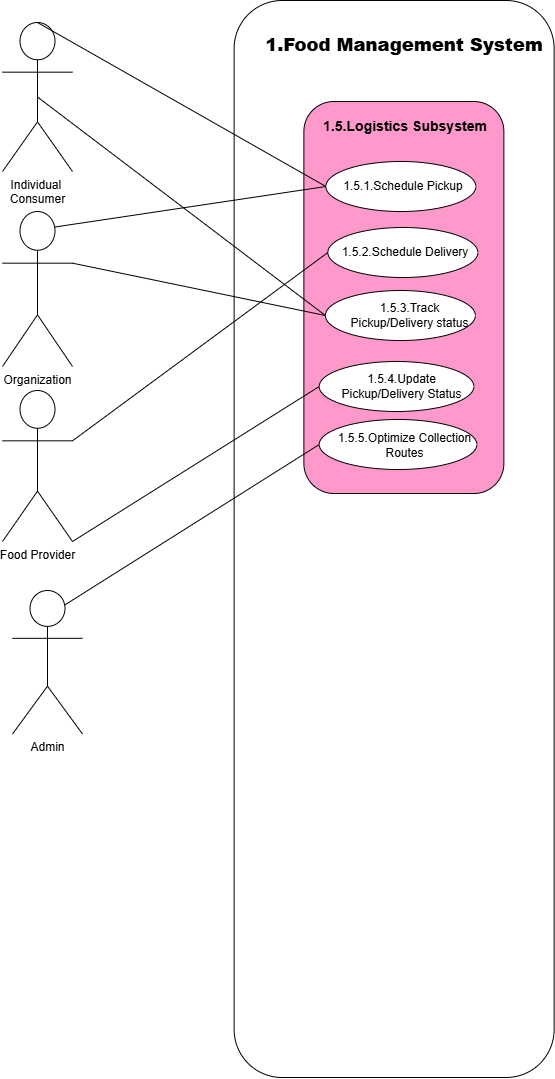 1.Food Management System
1.5.Logistics Subsystem
1.5.1.Schedule Pickup
1.5.2.Schedule Delivery
1.5.3.Track
Pickup/Delivery status
1.5.4.Update
Pickup/Delivery Status
1.5.5.Optimize Collection
Routes
Individual
Consumer
Organization
Food Provider
Admin